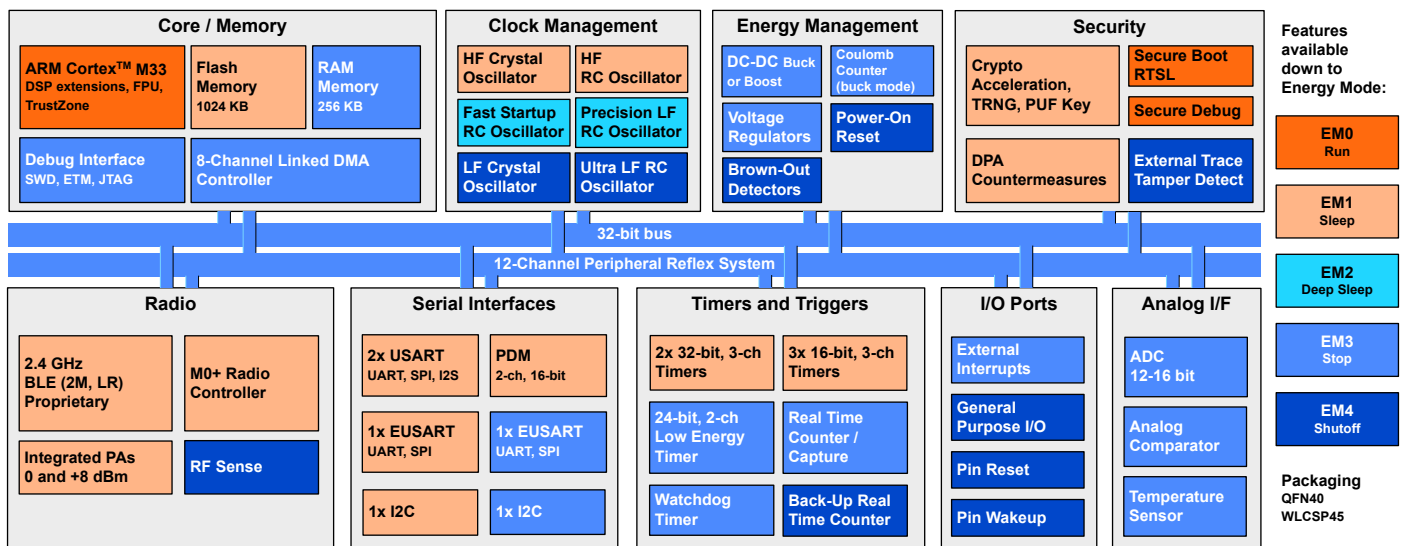 Core / Memory
ARM Cortex™ M33
DSP extensions, FPU,
TrustZone
Flash
Memory
1024 KB
RAM
Memory
256 KB
Debug Interface
SWD, ETM, JTAG
8-Channel Linked DMA
Controller
Clock Management
HF Crystal
Oscillator
HF
RC Oscillator
Fast Startup
RC Oscillator
Precision LF
RC Oscillator
LF Crystal
Oscillator
Ultra LF RC
Oscillator
Energy Management
DC-DC Buck
or Boost
Coulomb
Counter
(buck mode)
Voltage
Regulators
Power-On
Reset
Brown-Out
Detectors
Security
Crypto
Acceleration,
TRNG, PUF Key
Secure Boot
RTSL
Secure Debug
DPA
Countermeasures
External Trace
Tamper Detect
32-bit bus
12-Channel Peripheral Reflex System
Radio
2.4 GHz
BLE (2M, LR)
Proprietary
M0+ Radio
Controller
Integrated PAs
0 and +8 dBm
RF Sense
Serial Interfaces
2x USART
UART, SPI, I2S
PDM
2-ch, 16-bit
1x EUSART
UART, SPI
1x EUSART
UART, SPI
1x I2C
1x I2C
Timers and Triggers
2x 32-bit, 3-ch
Timers
3x 16-bit, 3-ch
Timers
24-bit, 2-ch
Low Energy
Timer
Real Time
Counter /
Capture
Watchdog
Timer
Back-Up Real
Time Counter
I/O Ports
External
Interrupts
General
Purpose I/O
Pin Reset
Pin Wakeup
Analog I/F
ADC
12-16 bit
Analog
Comparator
Temperature
Sensor
Features
available
down to
Energy Mode:
EM0
Run
EM1
Sleep
EM2
Deep Sleep
EM3
Stop
EM4
Shutoff
Packaging
QFN40
WLCSP45